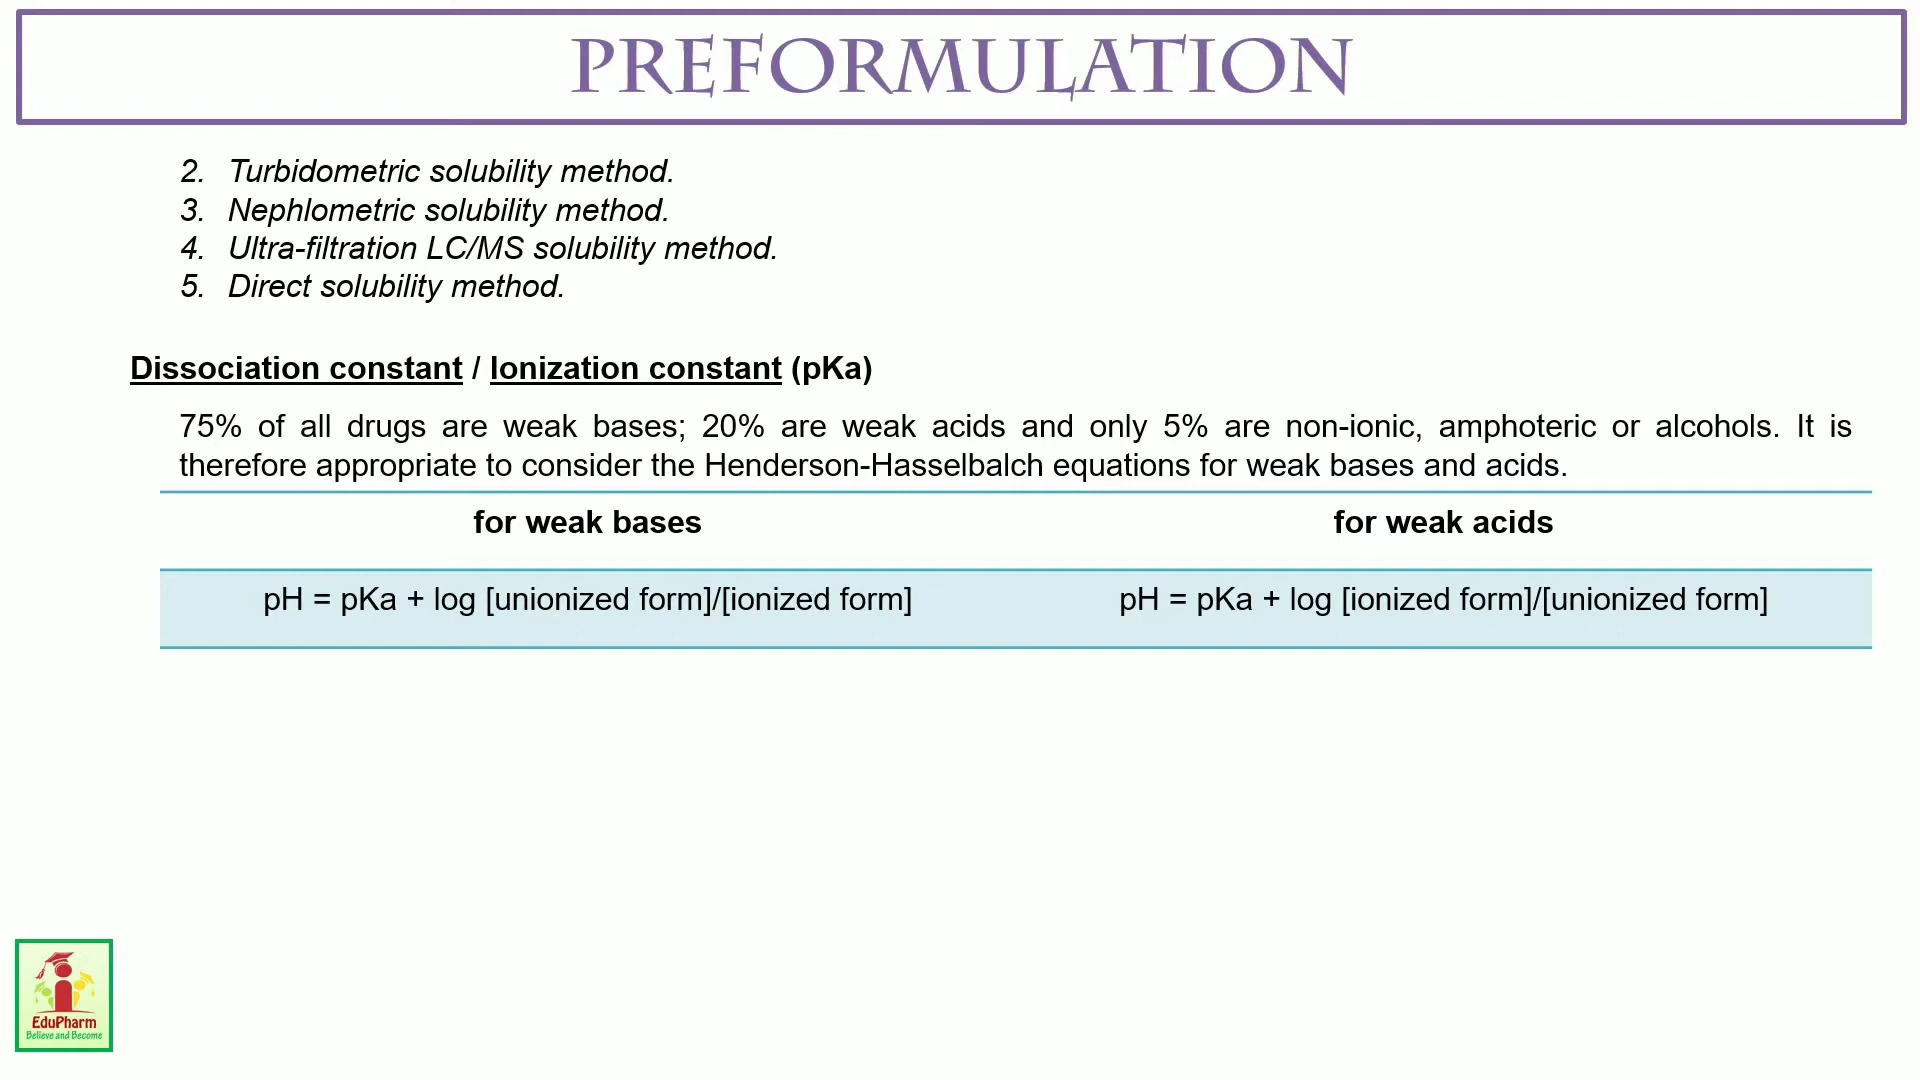 PREFORMULATION
2. Turbidometric solubility method.
3. Nephlometric solubility method.
4. Ultra-filtration LC/MS solubility method.
5. Direct solubility method.
Dissociation constant / Ionization constant (pKa)
75% of all drugs are weak bases; 20% are weak acids and only 5% are non-ionic, amphoteric or alcohols. It is
therefore appropriate to consider the Henderson-Hasselbalch equations for weak bases and acids.
for weak bases
for weak acids
pH = pKa + log [unionized form]/[ionized form]
pH = pKa + log [ionized form]/[unionized form]
EduPharm
Believe and Become